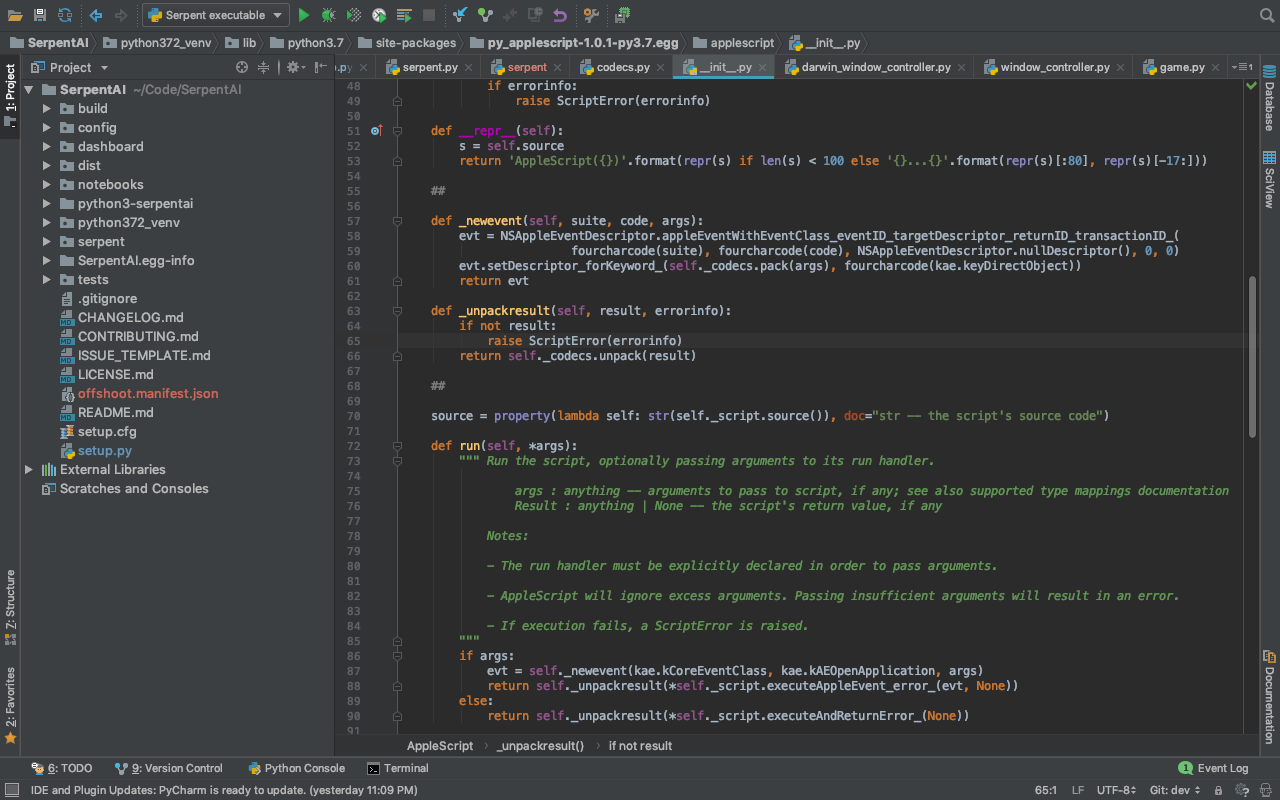 Serpent executable
SerpentAI python372_venv lib python3.7 site-packages py_applescript-1.0.1-py3.7.egg applescript __init__.py
1: Project
Project
.py serpent.py serpent codecs.py __init__.py darwin_window_controller.py window_controller.py game.py
SerpentAI ~/Code/SerpentAI
build
config
dashboard
dist
notebooks
python3-serpentai
python372_venv
serpent
SerpentAI.egg-info
tests
.gitignore
CHANGELOG.md
CONTRIBUTING.md
ISSUE_TEMPLATE.md
LICENSE.md
offshoot.manifest.json
README.md
setup.cfg
setup.py
External Libraries
Scratches and Consoles
Z: Structure
2: Favorites
48 if errorinfo:
49 raise ScriptError(errorinfo)
50
51 def __repr__(self):
52 s = self.source
53 return 'AppleScript({})'.format(repr(s) if len(s) < 100 else '{}...{}'.format(repr(s)[:80], repr(s)[-17:]))
54
55 ##
56
57 def _newevent(self, suite, code, args):
58 evt = NSAppleEventDescriptor.appleEventWithEventClass_eventID_targetDescriptor_returnID_transactionID_(
59 fourcharcode(suite), fourcharcode(code), NSAppleEventDescriptor.nullDescriptor(), 0, 0)
60 evt.setDescriptor_forKeyword_(self._codecs.pack(args), fourcharcode(kae.keyDirectObject))
61 return evt
62
63 def _unpackresult(self, result, errorinfo):
64 if not result:
65 raise ScriptError(errorinfo)
66 return self._codecs.unpack(result)
67
68 ##
69
70 source = property(lambda self: str(self._script.source()), doc="str -- the script's source code")
71
72 def run(self, *args):
73 """ Run the script, optionally passing arguments to its run handler.
74
75 args : anything -- arguments to pass to script, if any; see also supported type mappings documentation
76 Result : anything | None -- the script's return value, if any
77
78 Notes:
79
80 - The run handler must be explicitly declared in order to pass arguments.
81
82 - AppleScript will ignore excess arguments. Passing insufficient arguments will result in an error.
83
84 - If execution fails, a ScriptError is raised.
85 """
86 if args:
87 evt = self._newevent(kae.kCoreEventClass, kae.kAEOpenApplication, args)
88 return self._unpackresult(*self._script.executeAppleEvent_error_(evt, None))
89 else:
90 return self._unpackresult(*self._script.executeAndReturnError_(None))
91
Database
SciView
Documentation
AppleScript › _unpackresult() › if not result
6: TODO 9: Version Control Python Console Terminal 1 Event Log
IDE and Plugin Updates: PyCharm is ready to update. (yesterday 11:09 PM) 65:1 LF UTF-8 Git: dev